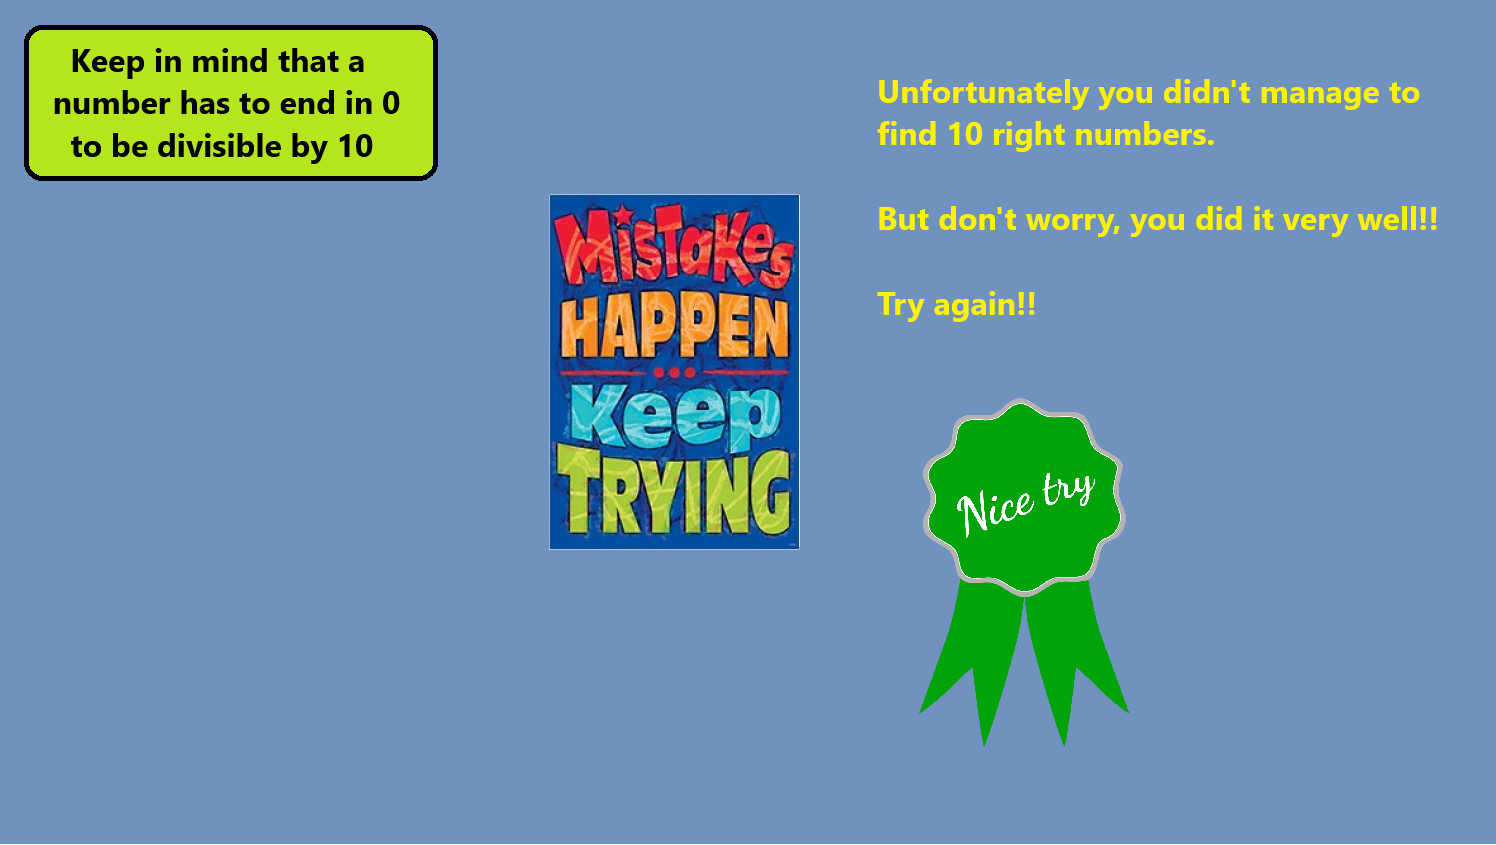 Keep in mind that a
number has to end in 0
to be divisible by 10
Unfortunately you didn't manage to
find 10 right numbers.
But don't worry, you did it very well!!
Try again!!
MisTaKes
HAPPEN
Keep
TRYING
Nice try